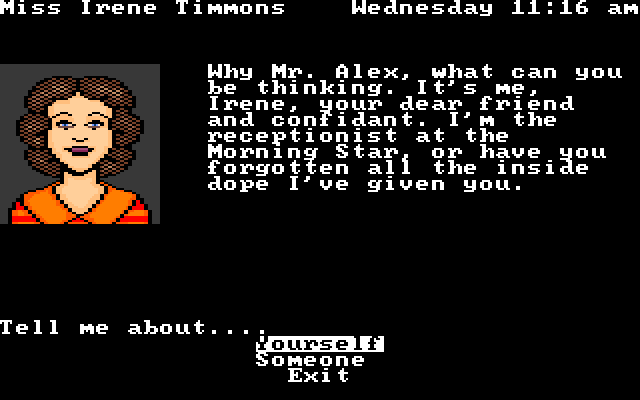 Miss Irene Timmons Wednesday 11:16 am
Why Mr. Alex, what can you
be thinking. It's me,
Irene, your dear friend
and confidant. I'm the
receptionist at the
Morning Star, or have you
forgotten all the inside
dope I've given you.
Tell me about....
Yourself
Someone
Exit